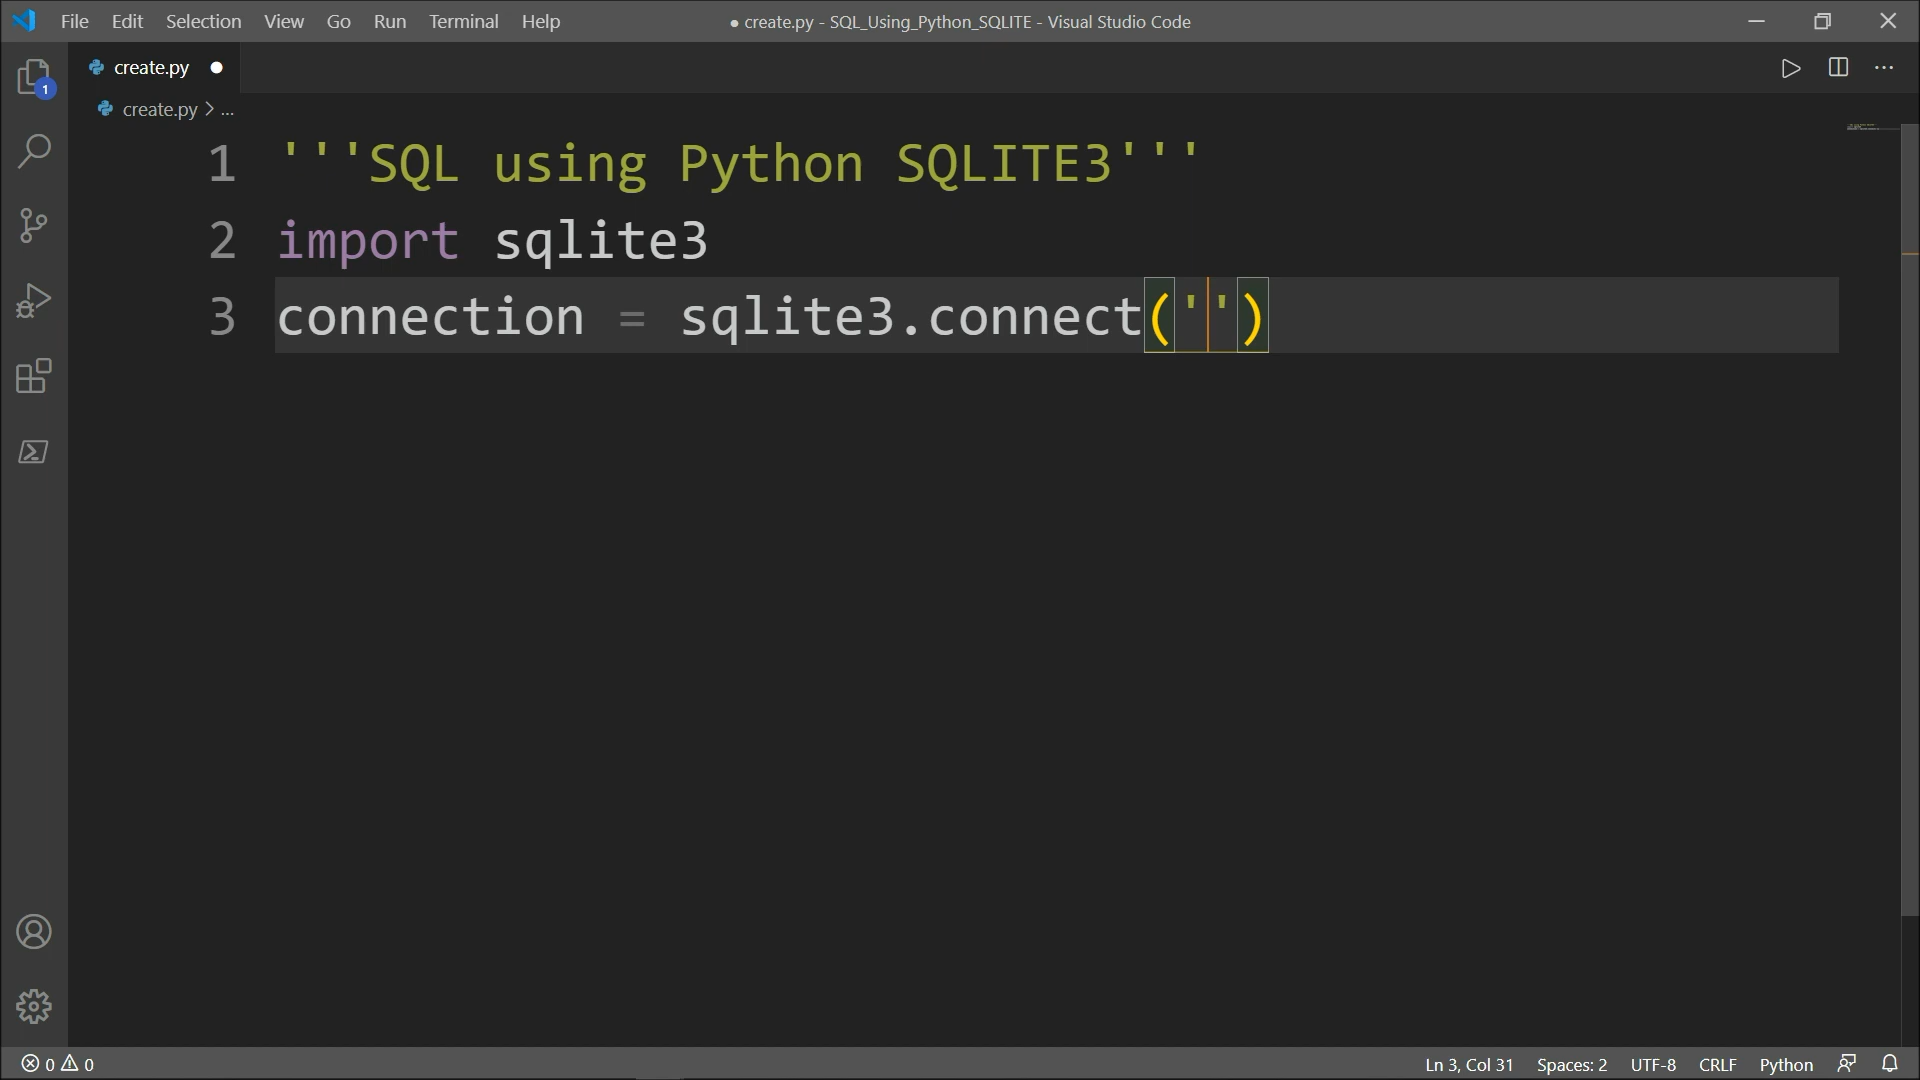 File Edit Selection View Go Run Terminal Help
● create.py - SQL_Using_Python_SQLITE - Visual Studio Code
create.py ●
create.py > ...
1
1 '''SQL using Python SQLITE3'''
2 import sqlite3
3 connection = sqlite3.connect('')
0 0
Ln 3, Col 31 Spaces: 2 UTF-8 CRLF Python